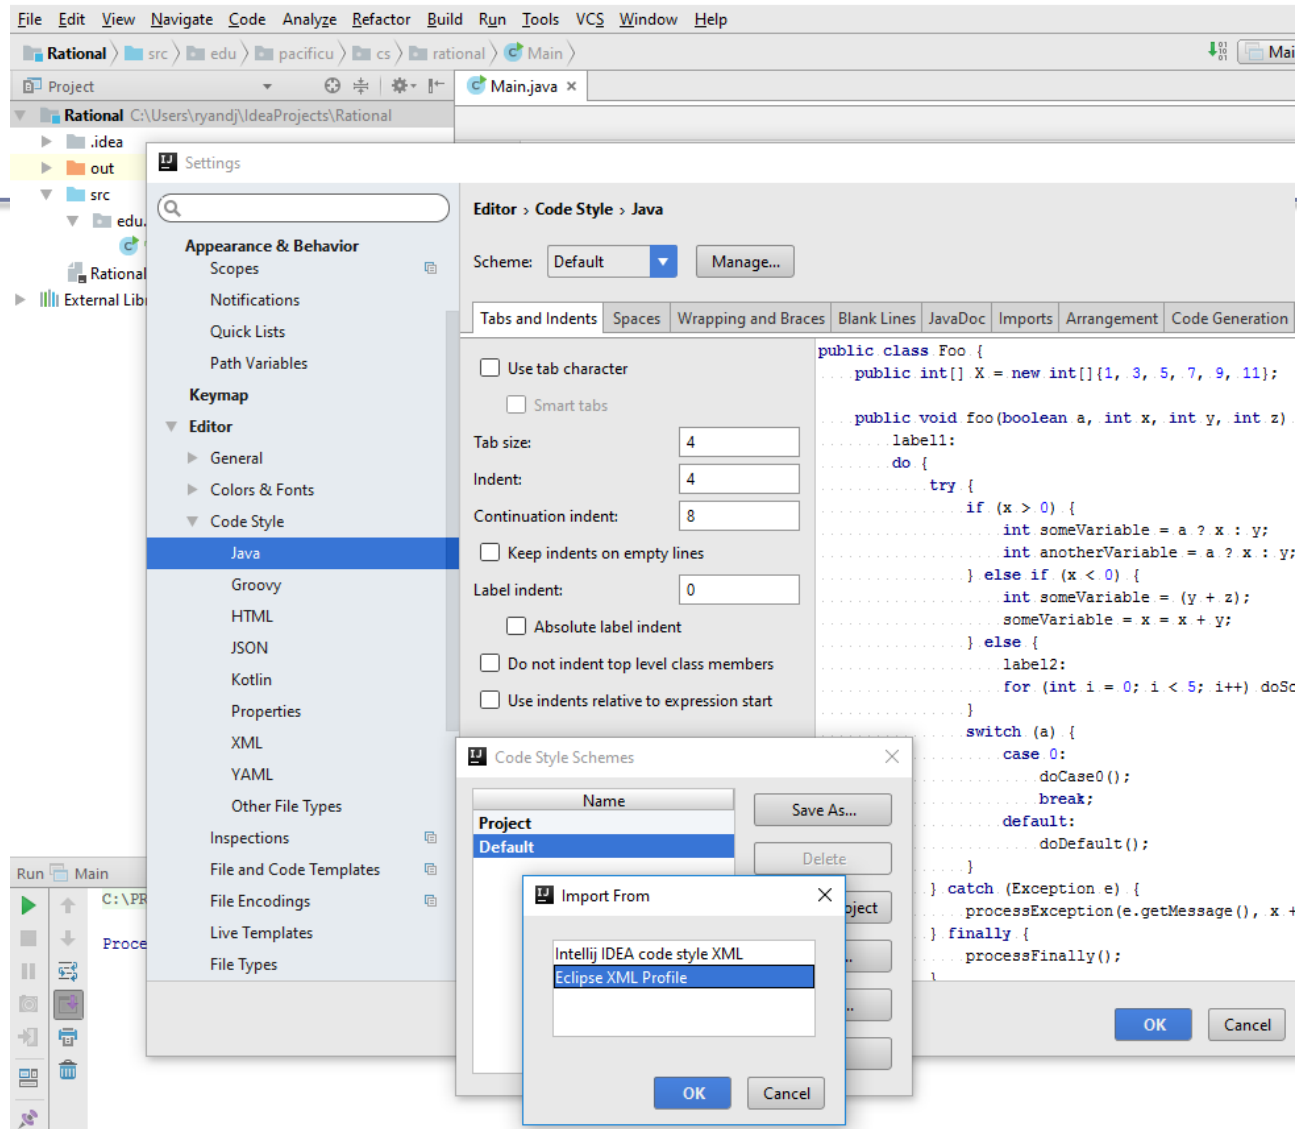 File Edit View Navigate Code Analyze Refactor Build Run Tools VCS Window Help
Rational src edu pacificu cs rational Main
Project
Main.java
Rational C:\Users\ryandj\IdeaProjects\Rational
.idea
out
src
edu.
Rational
External Lib
Settings
Appearance & Behavior
Scopes
Notifications
Quick Lists
Path Variables
Keymap
Editor
General
Colors & Fonts
Code Style
Java
Groovy
HTML
JSON
Kotlin
Properties
XML
YAML
Other File Types
Inspections
File and Code Templates
File Encodings
Live Templates
File Types
Editor › Code Style › Java
Scheme: Default Manage...
Tabs and Indents Spaces Wrapping and Braces Blank Lines JavaDoc Imports Arrangement Code Generation
Use tab character
Smart tabs
Tab size: 4
Indent: 4
Continuation indent: 8
Keep indents on empty lines
Label indent: 0
Absolute label indent
Do not indent top level class members
Use indents relative to expression start
public class Foo {
public int[] X = new int[]{1, 3, 5, 7, 9, 11};
public void foo(boolean a, int x, int y, int z)
label1:
do {
try {
if (x > 0) {
int someVariable = a ? x : y;
int anotherVariable = a ? x : y;
} else if (x < 0) {
int someVariable = (y + z);
someVariable = x = x + y;
} else {
label2:
for (int i = 0; i < 5; i++) doSo
}
switch (a) {
case 0:
doCase0();
break;
default:
doDefault();
}
} catch (Exception e) {
processException(e.getMessage(), x +
} finally {
processFinally();
}
OK Cancel
Code Style Schemes
Name
Project
Default
Save As...
Delete
oject
..
..
Import From
Intellij IDEA code style XML
Eclipse XML Profile
OK Cancel
Run Main
C:\PR
Proce